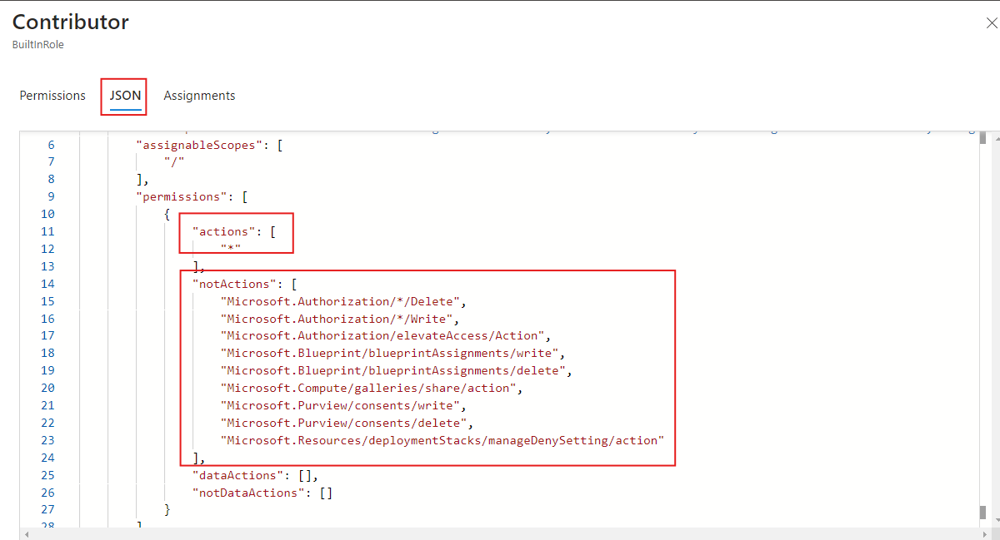 Contributor
BuiltInRole
Permissions JSON Assignments
6 "assignableScopes": [
7 "/"
8 ],
9 "permissions": [
10 {
11 "actions": [
12 "*"
13 ],
14 "notActions": [
15 "Microsoft.Authorization/*/Delete",
16 "Microsoft.Authorization/*/Write",
17 "Microsoft.Authorization/elevateAccess/Action",
18 "Microsoft.Blueprint/blueprintAssignments/write",
19 "Microsoft.Blueprint/blueprintAssignments/delete",
20 "Microsoft.Compute/galleries/share/action",
21 "Microsoft.Purview/consents/write",
22 "Microsoft.Purview/consents/delete",
23 "Microsoft.Resources/deploymentStacks/manageDenySetting/action"
24 ],
25 "dataActions": [],
26 "notDataActions": []
27 }
28 ]